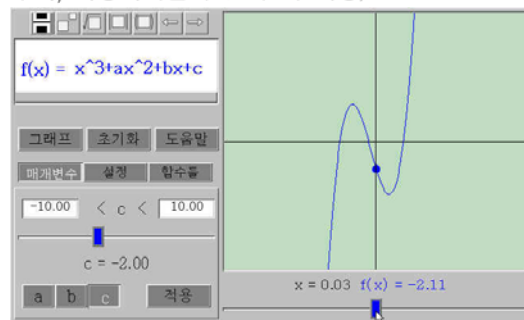 f(x) = x^3+ax^2+bx+c
그래프 초기화 도움말
매개변수 설정 함수들
-10.00 < c < 10.00
c = -2.00
a b c 적용
x = 0.03 f(x) = -2.11